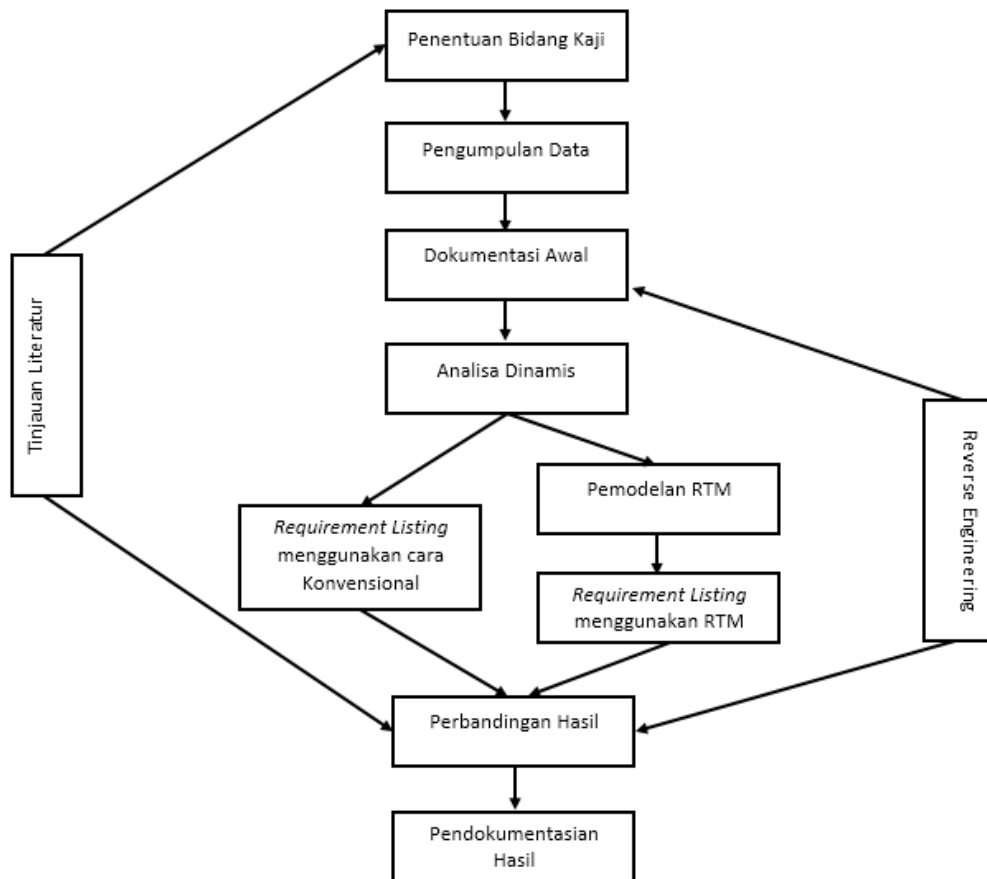 Penentuan Bidang Kaji
Pengumpulan Data
Dokumentasi Awal
Tinjauan Literatur
Analisa Dinamis
Reverse Engineering
Pemodelan RTM
Requirement Listing
menggunakan cara
Konvensional
Requirement Listing
menggunakan RTM
Perbandingan Hasil
Pendokumentasian
Hasil